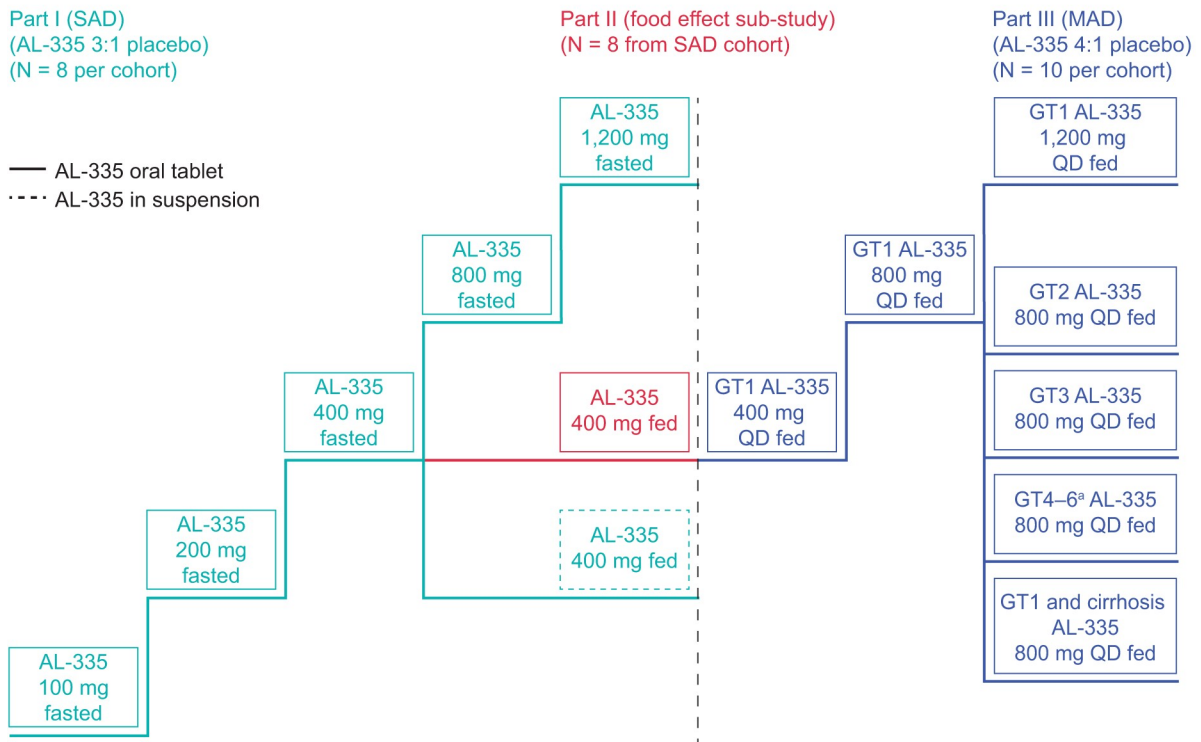 Part I (SAD)
(AL-335 3:1 placebo)
(N = 8 per cohort)
Part II (food effect sub-study)
(N = 8 from SAD cohort)
Part III (MAD)
(AL-335 4:1 placebo)
(N = 10 per cohort)
AL-335 oral tablet
AL-335 in suspension
AL-335
100 mg
fasted
AL-335
200 mg
fasted
AL-335
400 mg
fasted
AL-335
800 mg
fasted
AL-335
1,200 mg
fasted
AL-335
400 mg fed
AL-335
400 mg fed
GT1 AL-335
400 mg
QD fed
GT1 AL-335
800 mg
QD fed
GT1 AL-335
1,200 mg
QD fed
GT2 AL-335
800 mg QD fed
GT3 AL-335
800 mg QD fed
GT4–6ª AL-335
800 mg QD fed
GT1 and cirrhosis
AL-335
800 mg QD fed